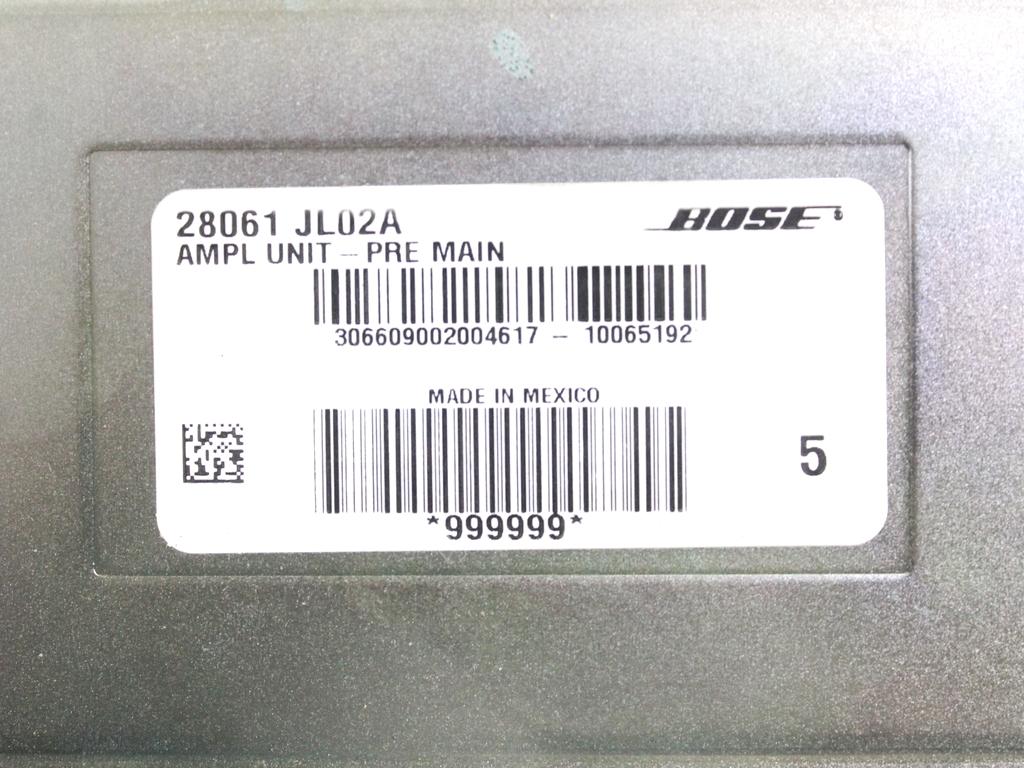 28061 JL02A
BOSE®
AMPL UNIT - PRE MAIN
306609002004617 - 10065192
MADE IN MEXICO
5
*999999*